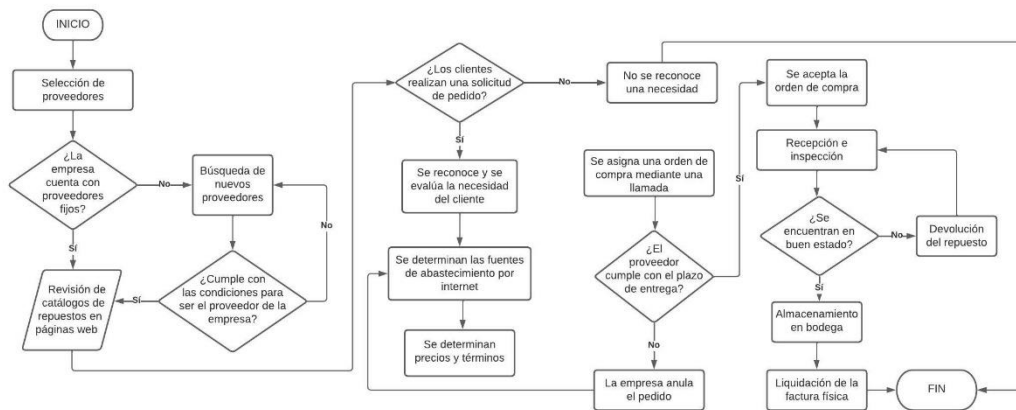 INICIO
Selección de
proveedores
¿La
empresa
cuenta con
proveedores
fijos?
No
Búsqueda de
nuevos
proveedores
No
Sí
¿Cumple con
las condiciones para
ser el proveedor de la
empresa?
Sí
Revisión de
catálogos de
repuestos en
páginas web
¿Los clientes
realizan una solicitud
de pedido?
No
No se reconoce
una necesidad
Sí
Se reconoce y se
evalúa la necesidad
del cliente
Se determinan las fuentes
de abastecimiento por
internet
Se determinan
precios y términos
Se asigna una orden de
compra mediante una
llamada
¿El
proveedor
cumple con el plazo
de entrega?
Sí
No
La empresa anula
el pedido
Se acepta la
orden de compra
Recepción e
inspección
¿Se
encuentran en
buen estado?
No
Devolución
del repuesto
Sí
Almacenamiento
en bodega
Liquidación de la
factura física
FIN